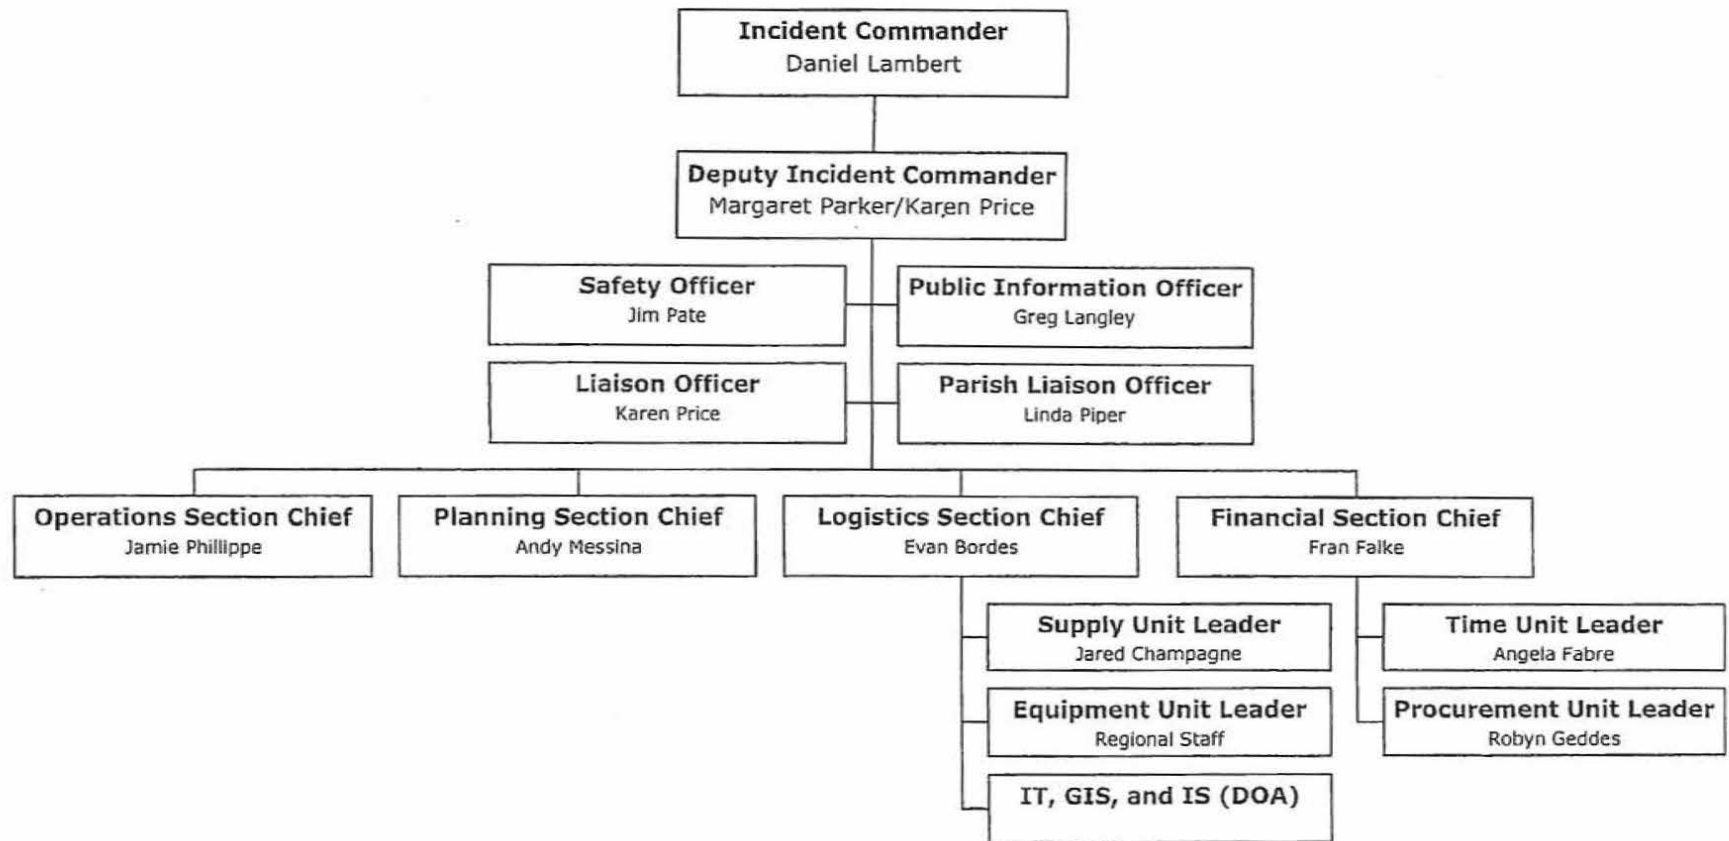 Incident Commander
Daniel Lambert
Deputy Incident Commander
Margaret Parker/Karen Price
Safety Officer
Jim Pate
Public Information Officer
Greg Langley
Liaison Officer
Karen Price
Parish Liaison Officer
Linda Piper
Operations Section Chief
Jamie Phillippe
Planning Section Chief
Andy Messina
Logistics Section Chief
Evan Bordes
Financial Section Chief
Fran Falke
Supply Unit Leader
Jared Champagne
Time Unit Leader
Angela Fabre
Equipment Unit Leader
Regional Staff
Procurement Unit Leader
Robyn Geddes
IT, GIS, and IS (DOA)